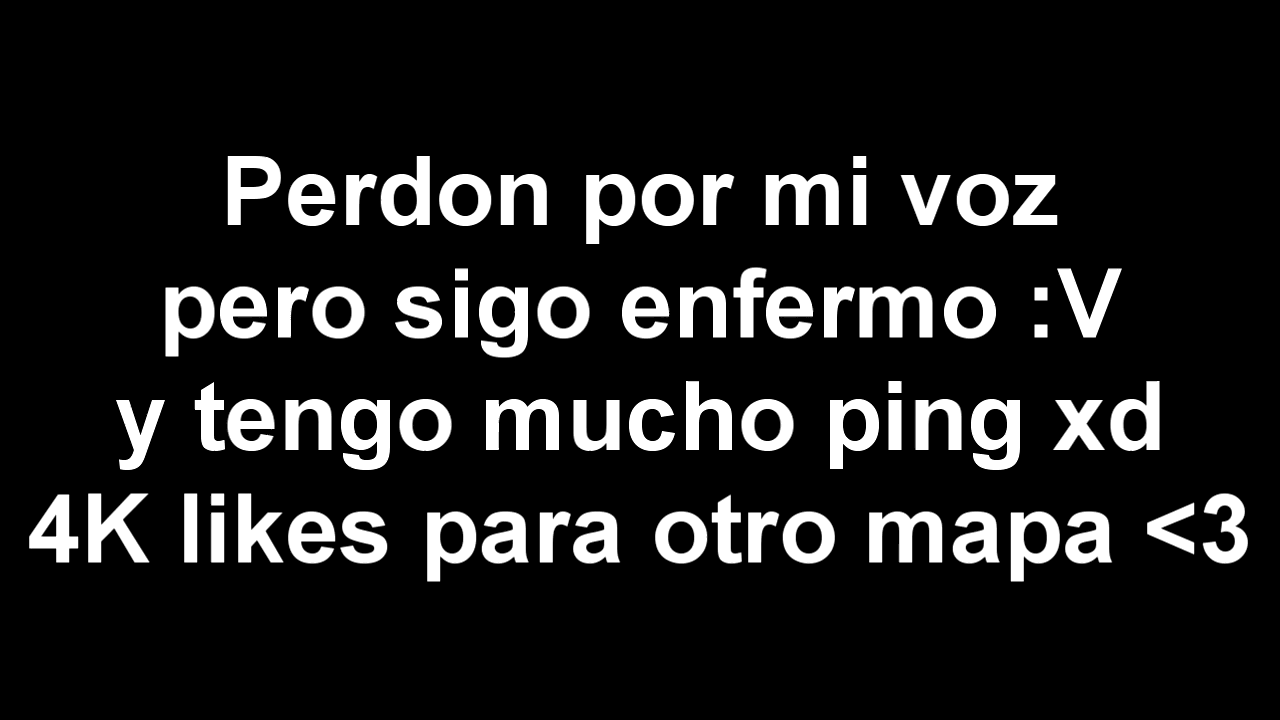 Perdon por mi voz
pero sigo enfermo :V
y tengo mucho ping xd
4K likes para otro mapa <3